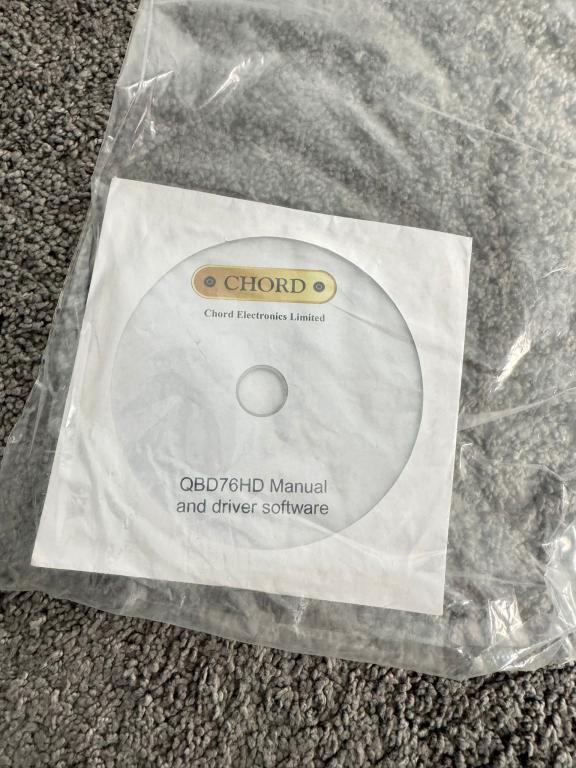 CHORD
Chord Electronics Limited
QBD76HD Manual
and driver software